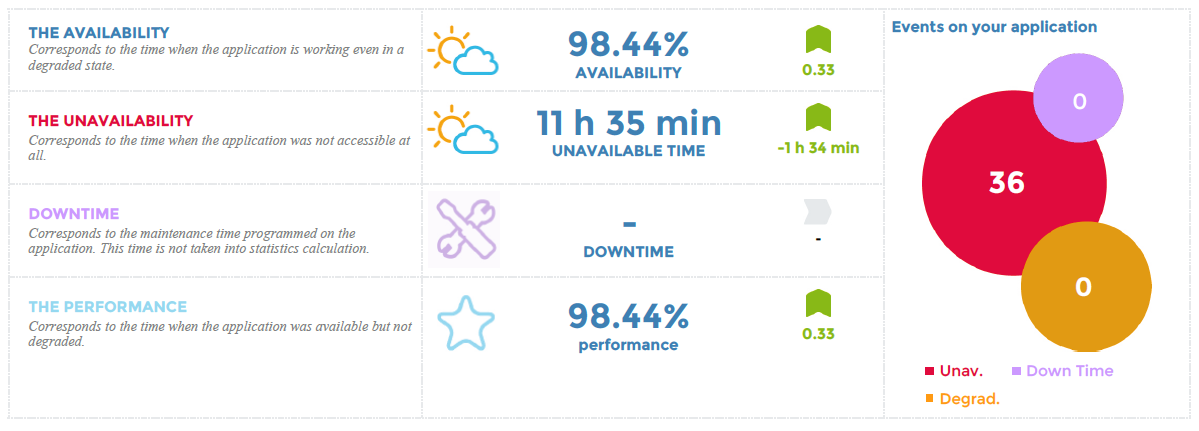 THE AVAILABILITY
Corresponds to the time when the application is working even in a
degraded state.
98.44%
AVAILABILITY
0.33
THE UNAVAILABILITY
Corresponds to the time when the application was not accessible at
all.
11 h 35 min
UNAVAILABLE TIME
-1 h 34 min
DOWNTIME
Corresponds to the maintenance time programmed on the
application. This time is not taken into statistics calculation.
-
DOWNTIME
-
THE PERFORMANCE
Corresponds to the time when the application was available but not
degraded.
98.44%
performance
0.33
Events on your application
0
36
0
Unav.
Down Time
Degrad.